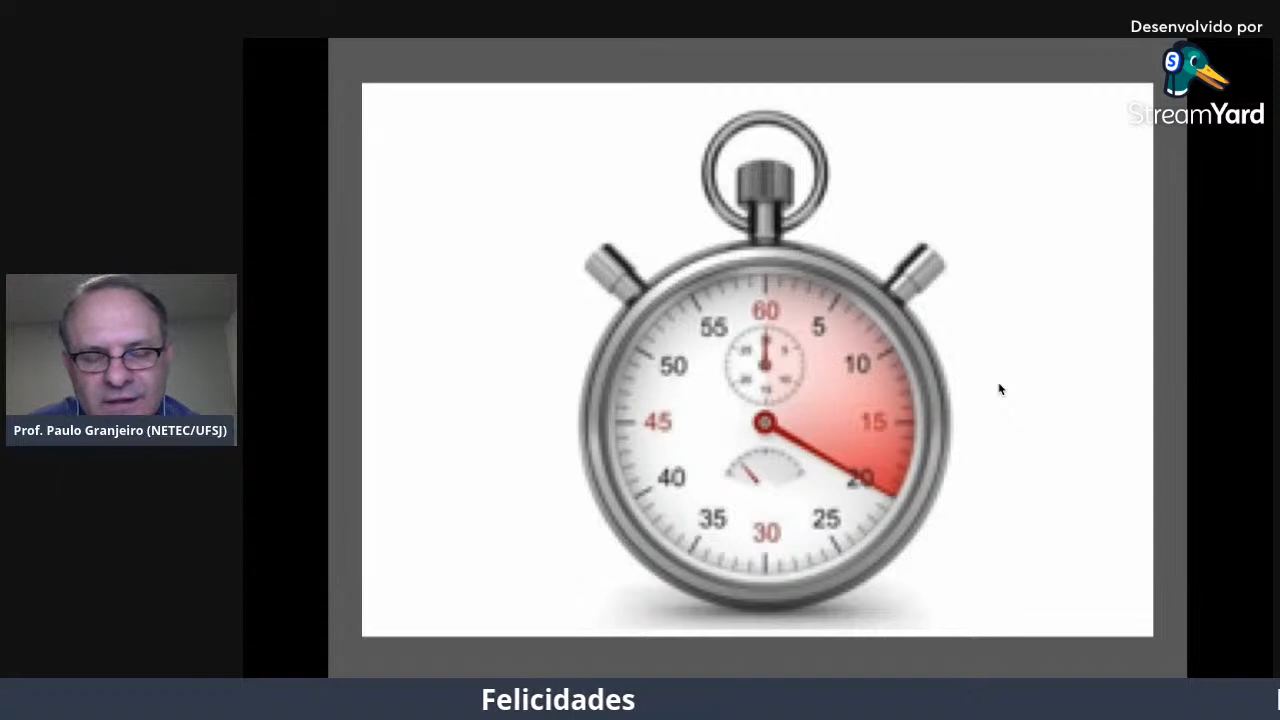 Desenvolvido por
S
StreamYard
60
55
5
50
10
45
15
40
20
35
25
30
Prof. Paulo Granjeiro (NETEC/UFSJ)
Felicidades